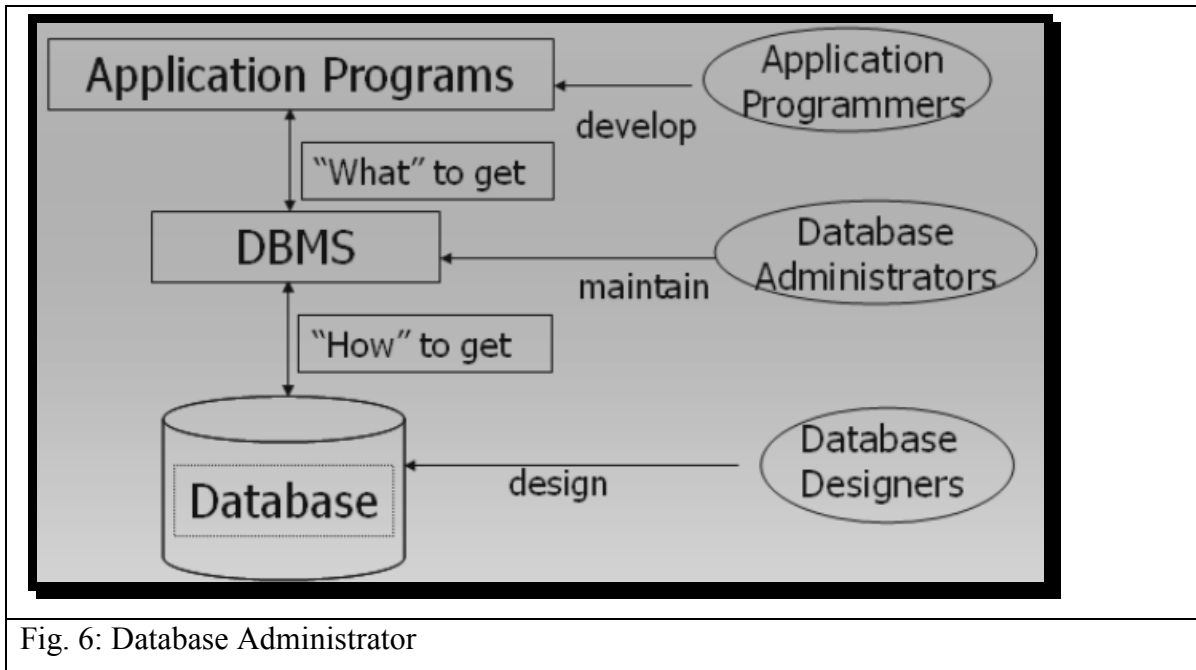 Application Programs
Application
Programmers
develop
“What” to get
DBMS
Database
Administrators
maintain
“How” to get
Database
Database
Designers
design
Fig. 6: Database Administrator